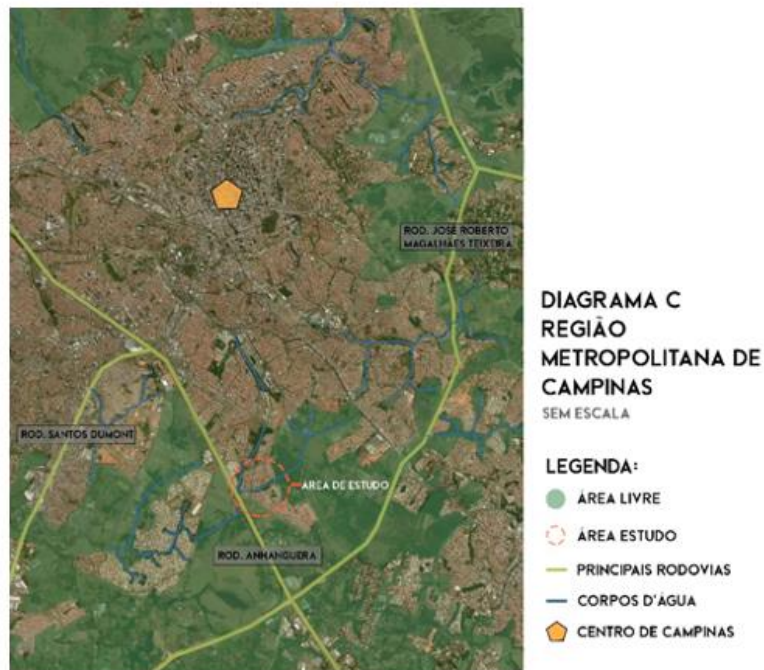 ROD. JOSÉ ROBERTO
MAGALHÃES TEIXEIRA
ROD. SANTOS DUMONT
ÁREA DE ESTUDO
ROD. ANHANGUERA
DIAGRAMA C
REGIÃO
METROPOLITANA DE
CAMPINAS
SEM ESCALA
LEGENDA:
ÁREA LIVRE
ÁREA ESTUDO
PRINCIPAIS RODOVIAS
CORPOS D'ÁGUA
CENTRO DE CAMPINAS